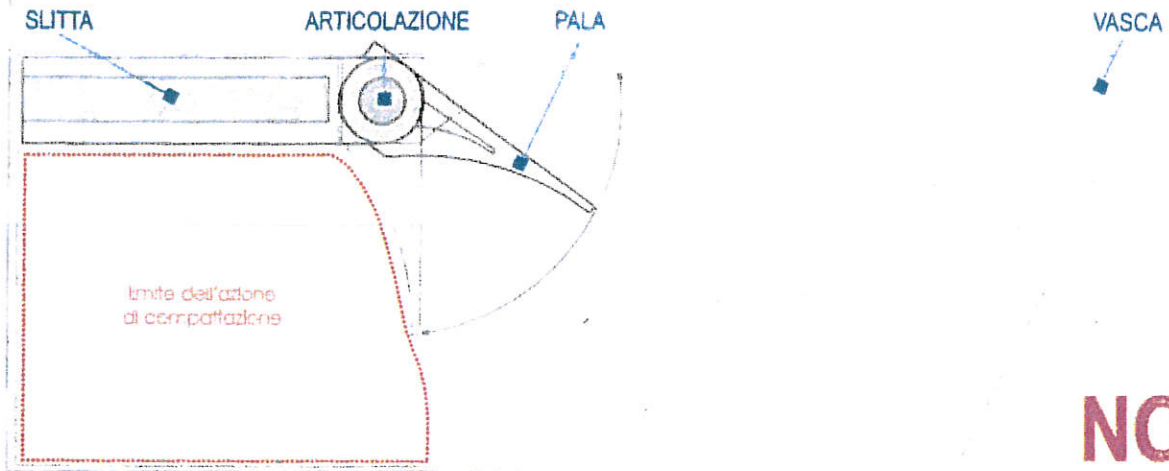 SLITTA
ARTICOLAZIONE
PALA
VASCA
limite dell'azione
di compattazione
NO